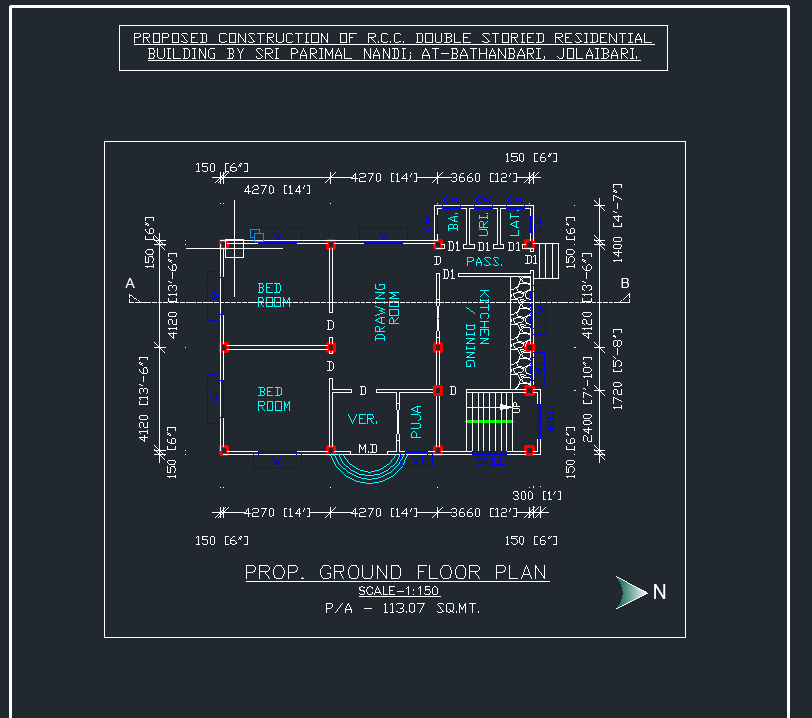 PROPOSED CONSTRUCTION OF R.C.C. DOUBLE STORIED RESIDENTIAL
BUILDING BY SRI PARIMAL NANDI; AT-BATHANBARI, JOLAIBARI.
150 [6"]
150 [6"]
4270 [14']
3660 [12']
4270 [14']
BA.
URI.
LAT.
150 [6"]
150 [6"]
1400 [4'-7"]
D1
D1
D1
D
PASS.
D1
D1
A
B
BED
ROOM
DRAWING
ROOM
KITCHEN
/ DINING
4120 [13'-6"]
4120 [13'-6"]
D
D
1720 [5'-8"]
BED
ROOM
D
D
UP
VER.
PUJA
M.D
4120 [13'-6"]
2400 [7'-10"]
150 [6"]
150 [6"]
300 [1']
4270 [14']
4270 [14']
3660 [12']
150 [6"]
150 [6"]
PROP. GROUND FLOOR PLAN
SCALE-1:150
P/A - 113.07 SQ.MT.
N